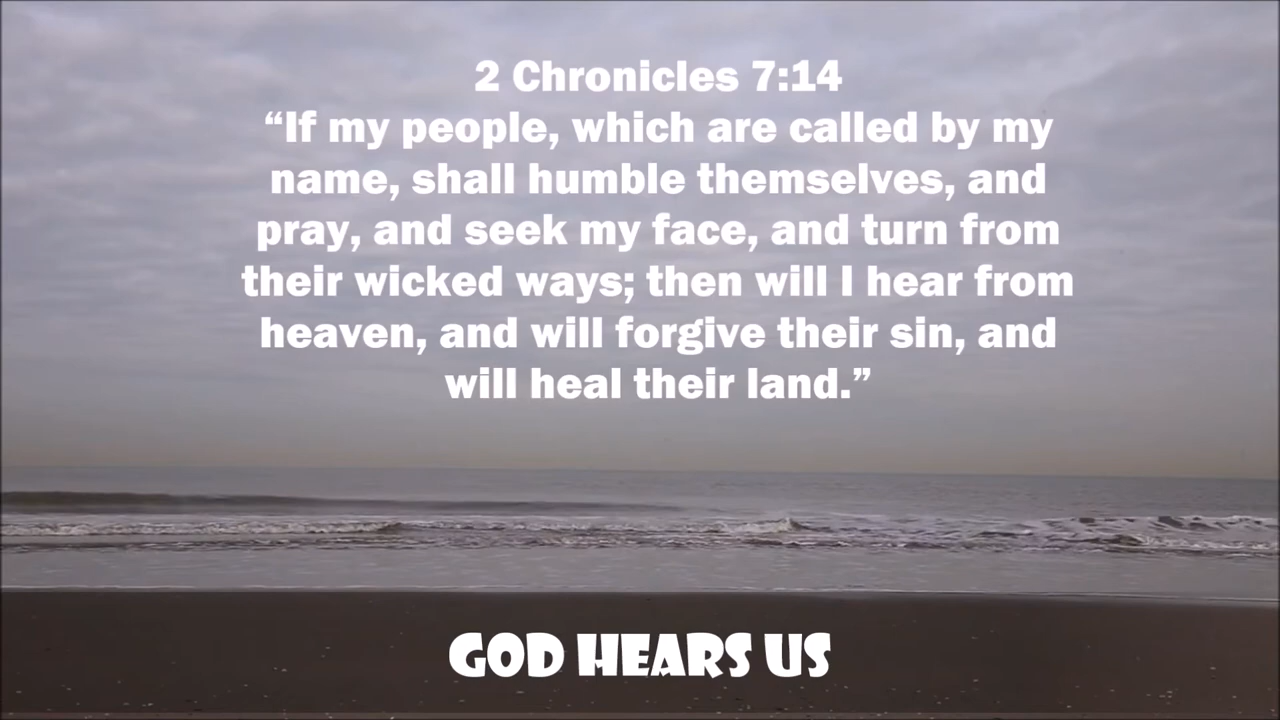 2 Chronicles 7:14
“If my people, which are called by my
name, shall humble themselves, and
pray, and seek my face, and turn from
their wicked ways; then will I hear from
heaven, and will forgive their sin, and
will heal their land.”
GOD HEARS US